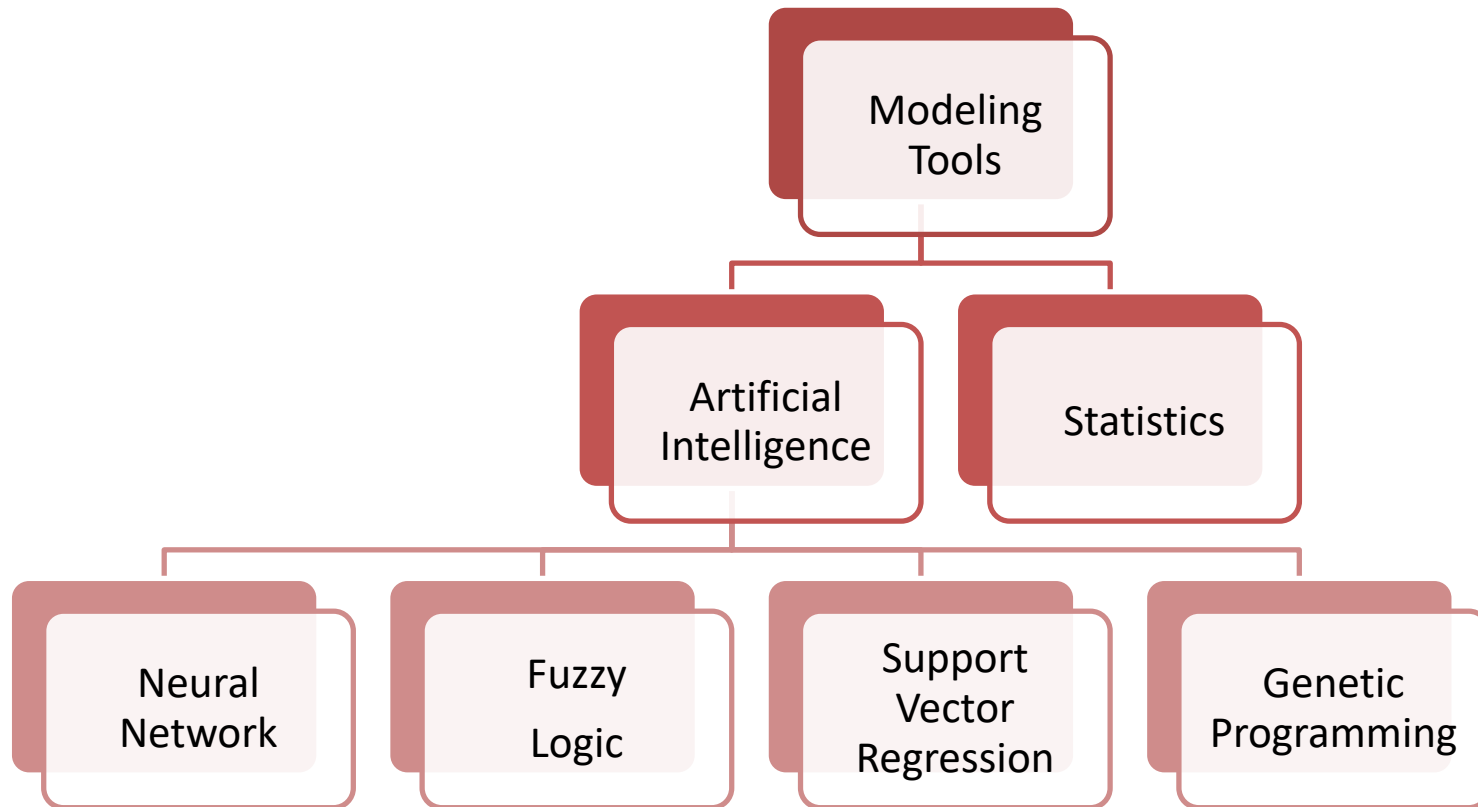 Modeling
Tools
Artificial
Intelligence
Statistics
Neural
Network
Fuzzy
Logic
Support
Vector
Regression
Genetic
Programming